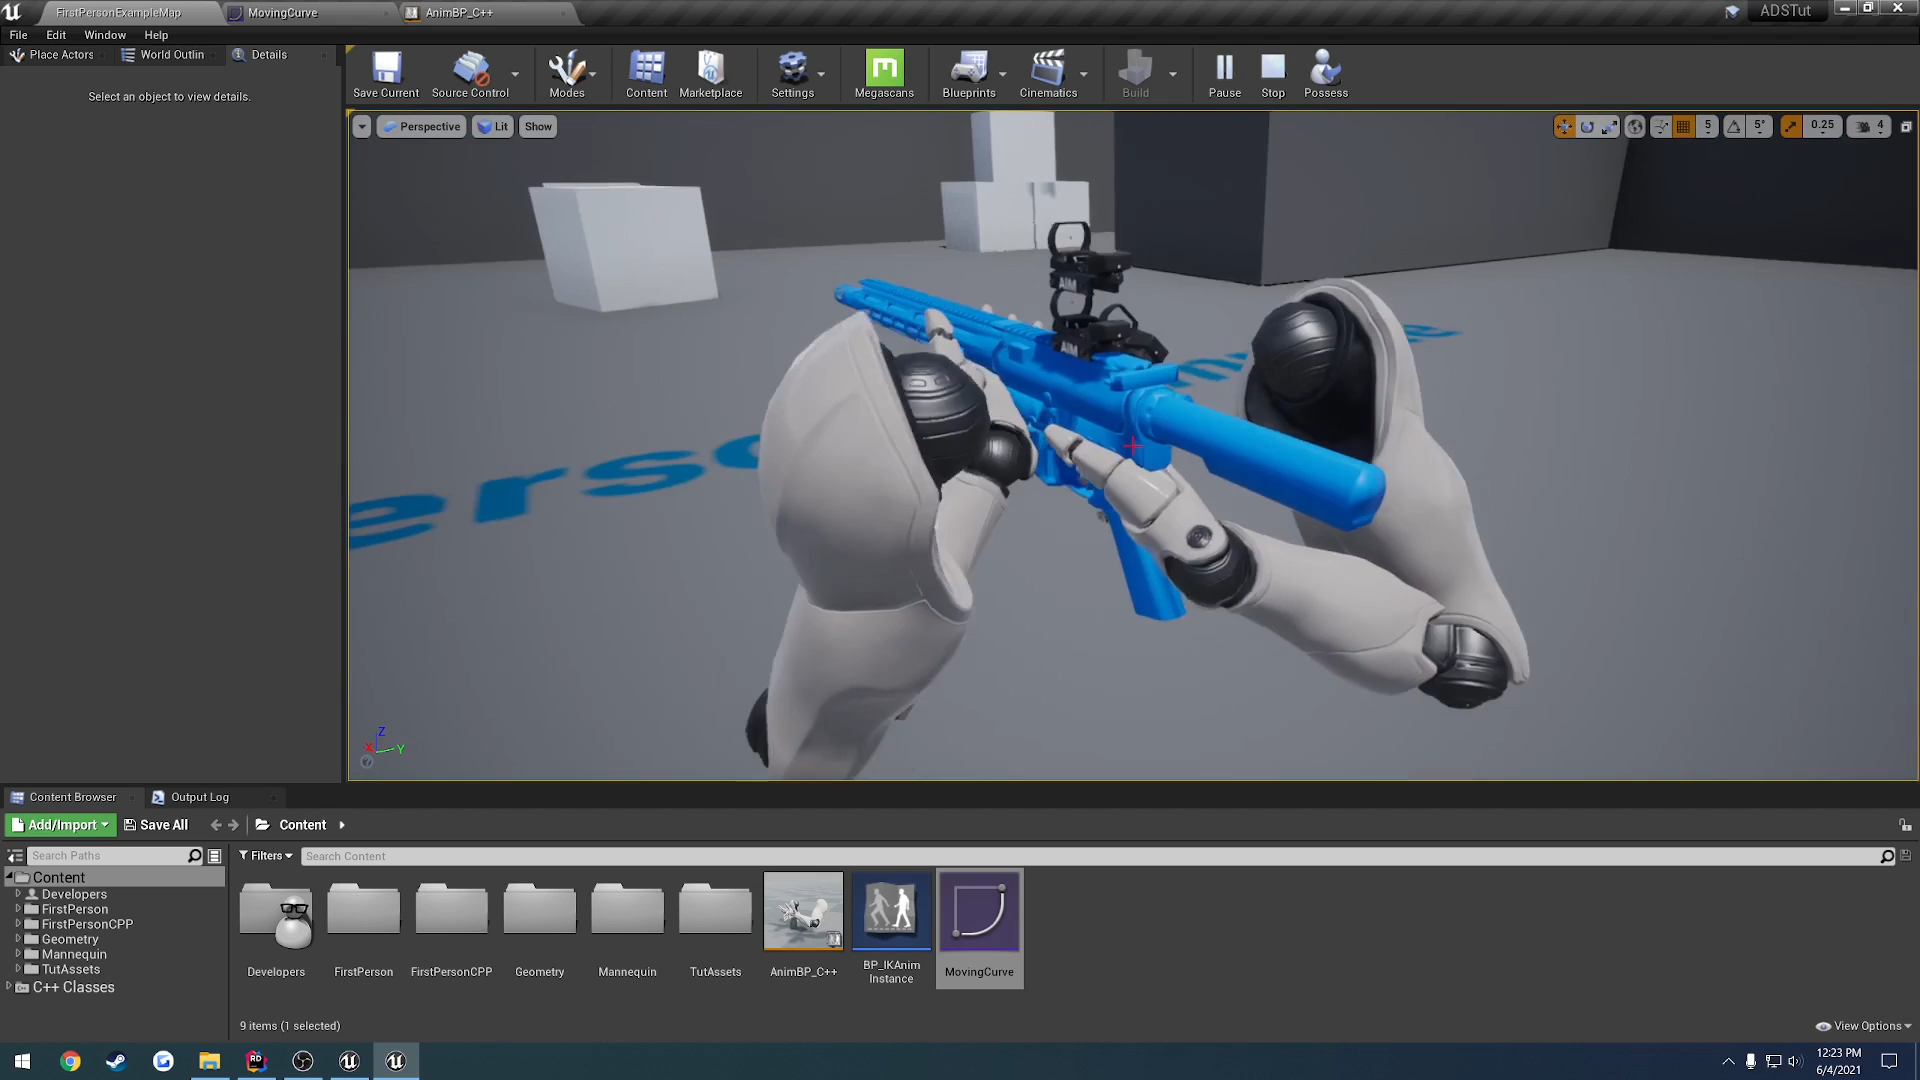 FirstPersonExampleMap
MovingCurve
AnimBP_C++
ADSTut
File Edit Window Help
Place Actors
World Outlin
Details
Select an object to view details.
Save Current
Source Control
Modes
Content
Marketplace
Settings
Megascans
Blueprints
Cinematics
Build
Pause
Stop
Possess
Perspective
Lit
Show
5
5°
0.25
4
AIM
AIM
Z
X
Y
Content Browser
Output Log
Add/Import
Save All
Content
Search Paths
Filters
Search Content
Content
Developers
FirstPerson
FirstPersonCPP
Geometry
Mannequin
TutAssets
C++ Classes
Developers
FirstPerson
FirstPersonCPP
Geometry
Mannequin
TutAssets
AnimBP_C++
BP_IKAnim
Instance
MovingCurve
9 items (1 selected)
View Options
RD
12:23 PM
6/4/2021